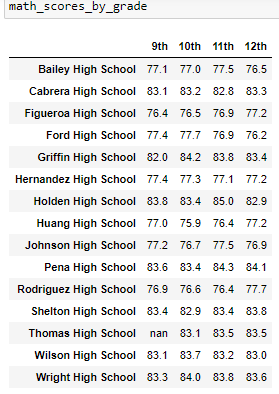 math_scores_by_grade
9th 10th 11th 12th
Bailey High School 77.1 77.0 77.5 76.5
Cabrera High School 83.1 83.2 82.8 83.3
Figueroa High School 76.4 76.5 76.9 77.2
Ford High School 77.4 77.7 76.9 76.2
Griffin High School 82.0 84.2 83.8 83.4
Hernandez High School 77.4 77.3 77.1 77.2
Holden High School 83.8 83.4 85.0 82.9
Huang High School 77.0 75.9 76.4 77.2
Johnson High School 77.2 76.7 77.5 76.9
Pena High School 83.6 83.4 84.3 84.1
Rodriguez High School 76.9 76.6 76.4 77.7
Shelton High School 83.4 82.9 83.4 83.8
Thomas High School nan 83.1 83.5 83.5
Wilson High School 83.1 83.7 83.2 83.0
Wright High School 83.3 84.0 83.8 83.6